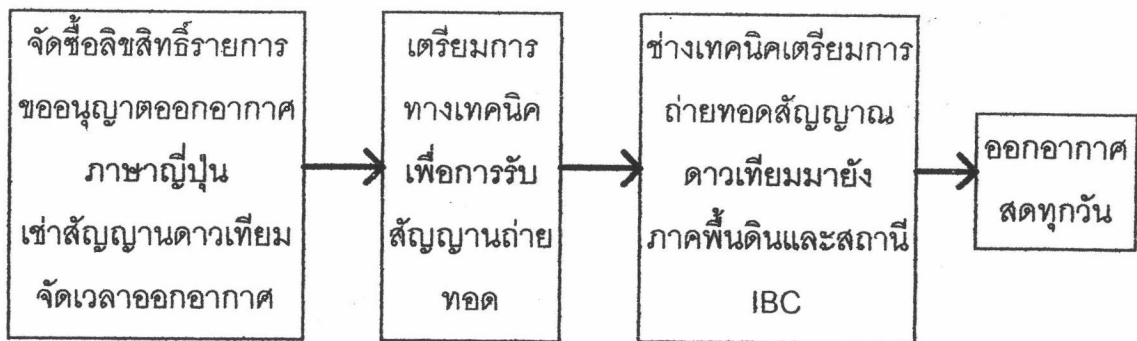 จัดซื้อลิขสิทธิ์รายการ
ขออนุญาตออกอากาศ
ภาษาญี่ปุ่น
เช่าสัญญานดาวเทียม
จัดเวลาออกอากาศ
เตรียมการ
ทางเทคนิค
เพื่อการรับ
สัญญานถ่าย
ทอด
ช่างเทคนิคเตรียมการ
ถ่ายทอดสัญญาณ
ดาวเทียมมายัง
ภาคพื้นดินและสถานี
IBC
ออกอากาศ
สดทุกวัน